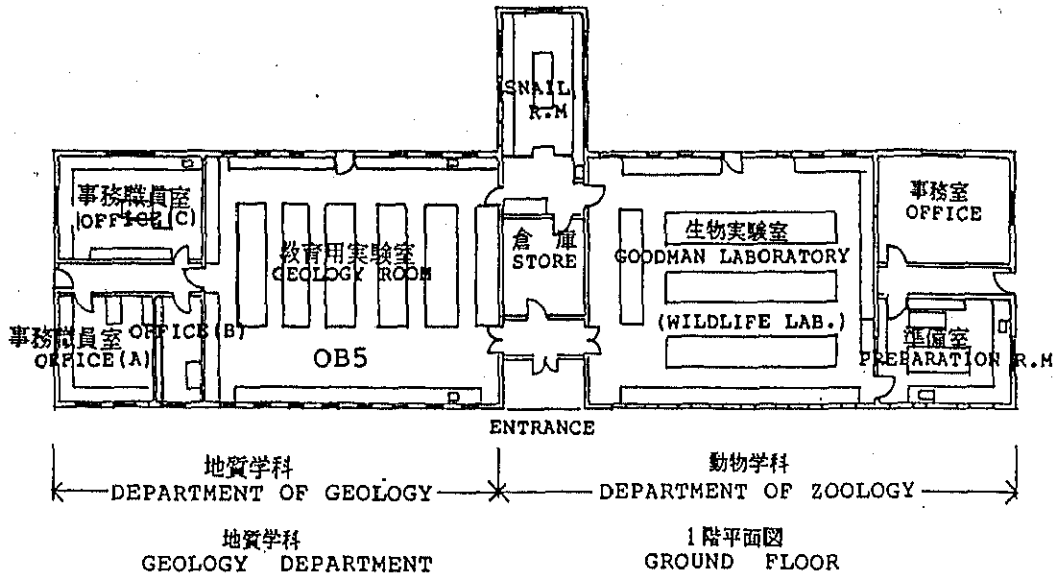 SNAIL
R.M
事務職員室
OFFICE(C)
教育用実験室
GEOLOGY ROOM
倉 庫
STORE
生物実験室
GOODMAN LABORATORY
(WILDLIFE LAB.)
事務室
OFFICE
事務職員室
OFFICE(A)
OFFICE(B)
OB5
準備室
PREPARATION R.M
ENTRANCE
地質学科
DEPARTMENT OF GEOLOGY
動物学科
DEPARTMENT OF ZOOLOGY
地質学科
GEOLOGY DEPARTMENT
1階平面図
GROUND FLOOR